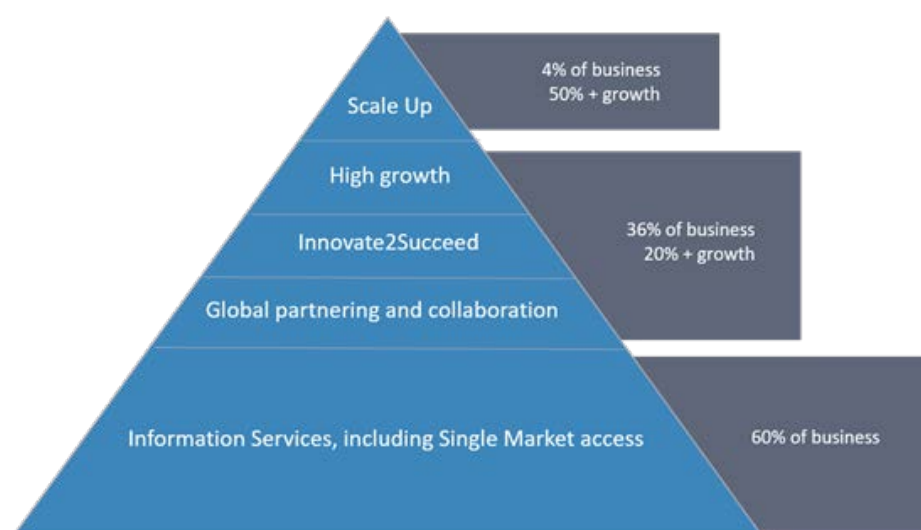 4% of business
50% + growth
Scale Up
High growth
36% of business
20% + growth
Innovate2Succeed
Global partnering and collaboration
Information Services, including Single Market access
60% of business